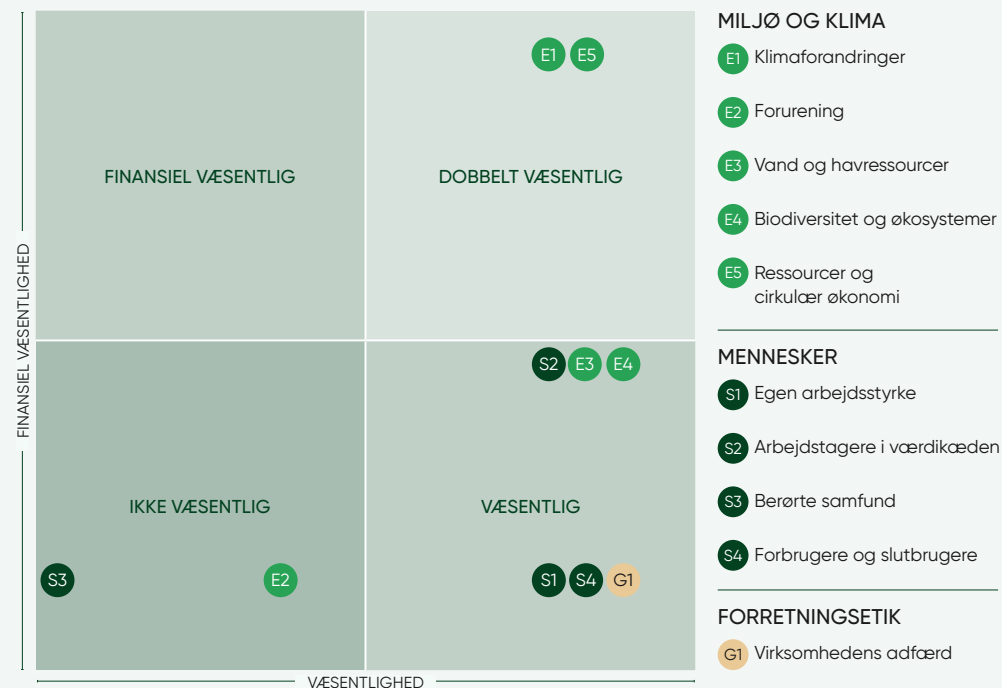 FINANSIEL VÆSENTLIGHED
E1 E5
FINANSIEL VÆSENTLIG
DOBBELT VÆSENTLIG
S2 E3 E4
IKKE VÆSENTLIG
VÆSENTLIG
S3 E2
S1 S4 G1
VÆSENTLIGHED
MILJØ OG KLIMA
E1 Klimaforandringer
E2 Forurening
E3 Vand og havressourcer
E4 Biodiversitet og økosystemer
E5 Ressourcer og
cirkulær økonomi
MENNESKER
S1 Egen arbejdsstyrke
S2 Arbejdstagere i værdikæden
S3 Berørte samfund
S4 Forbrugere og slutbrugere
FORRETNINGSETIK
G1 Virksomhedens adfærd